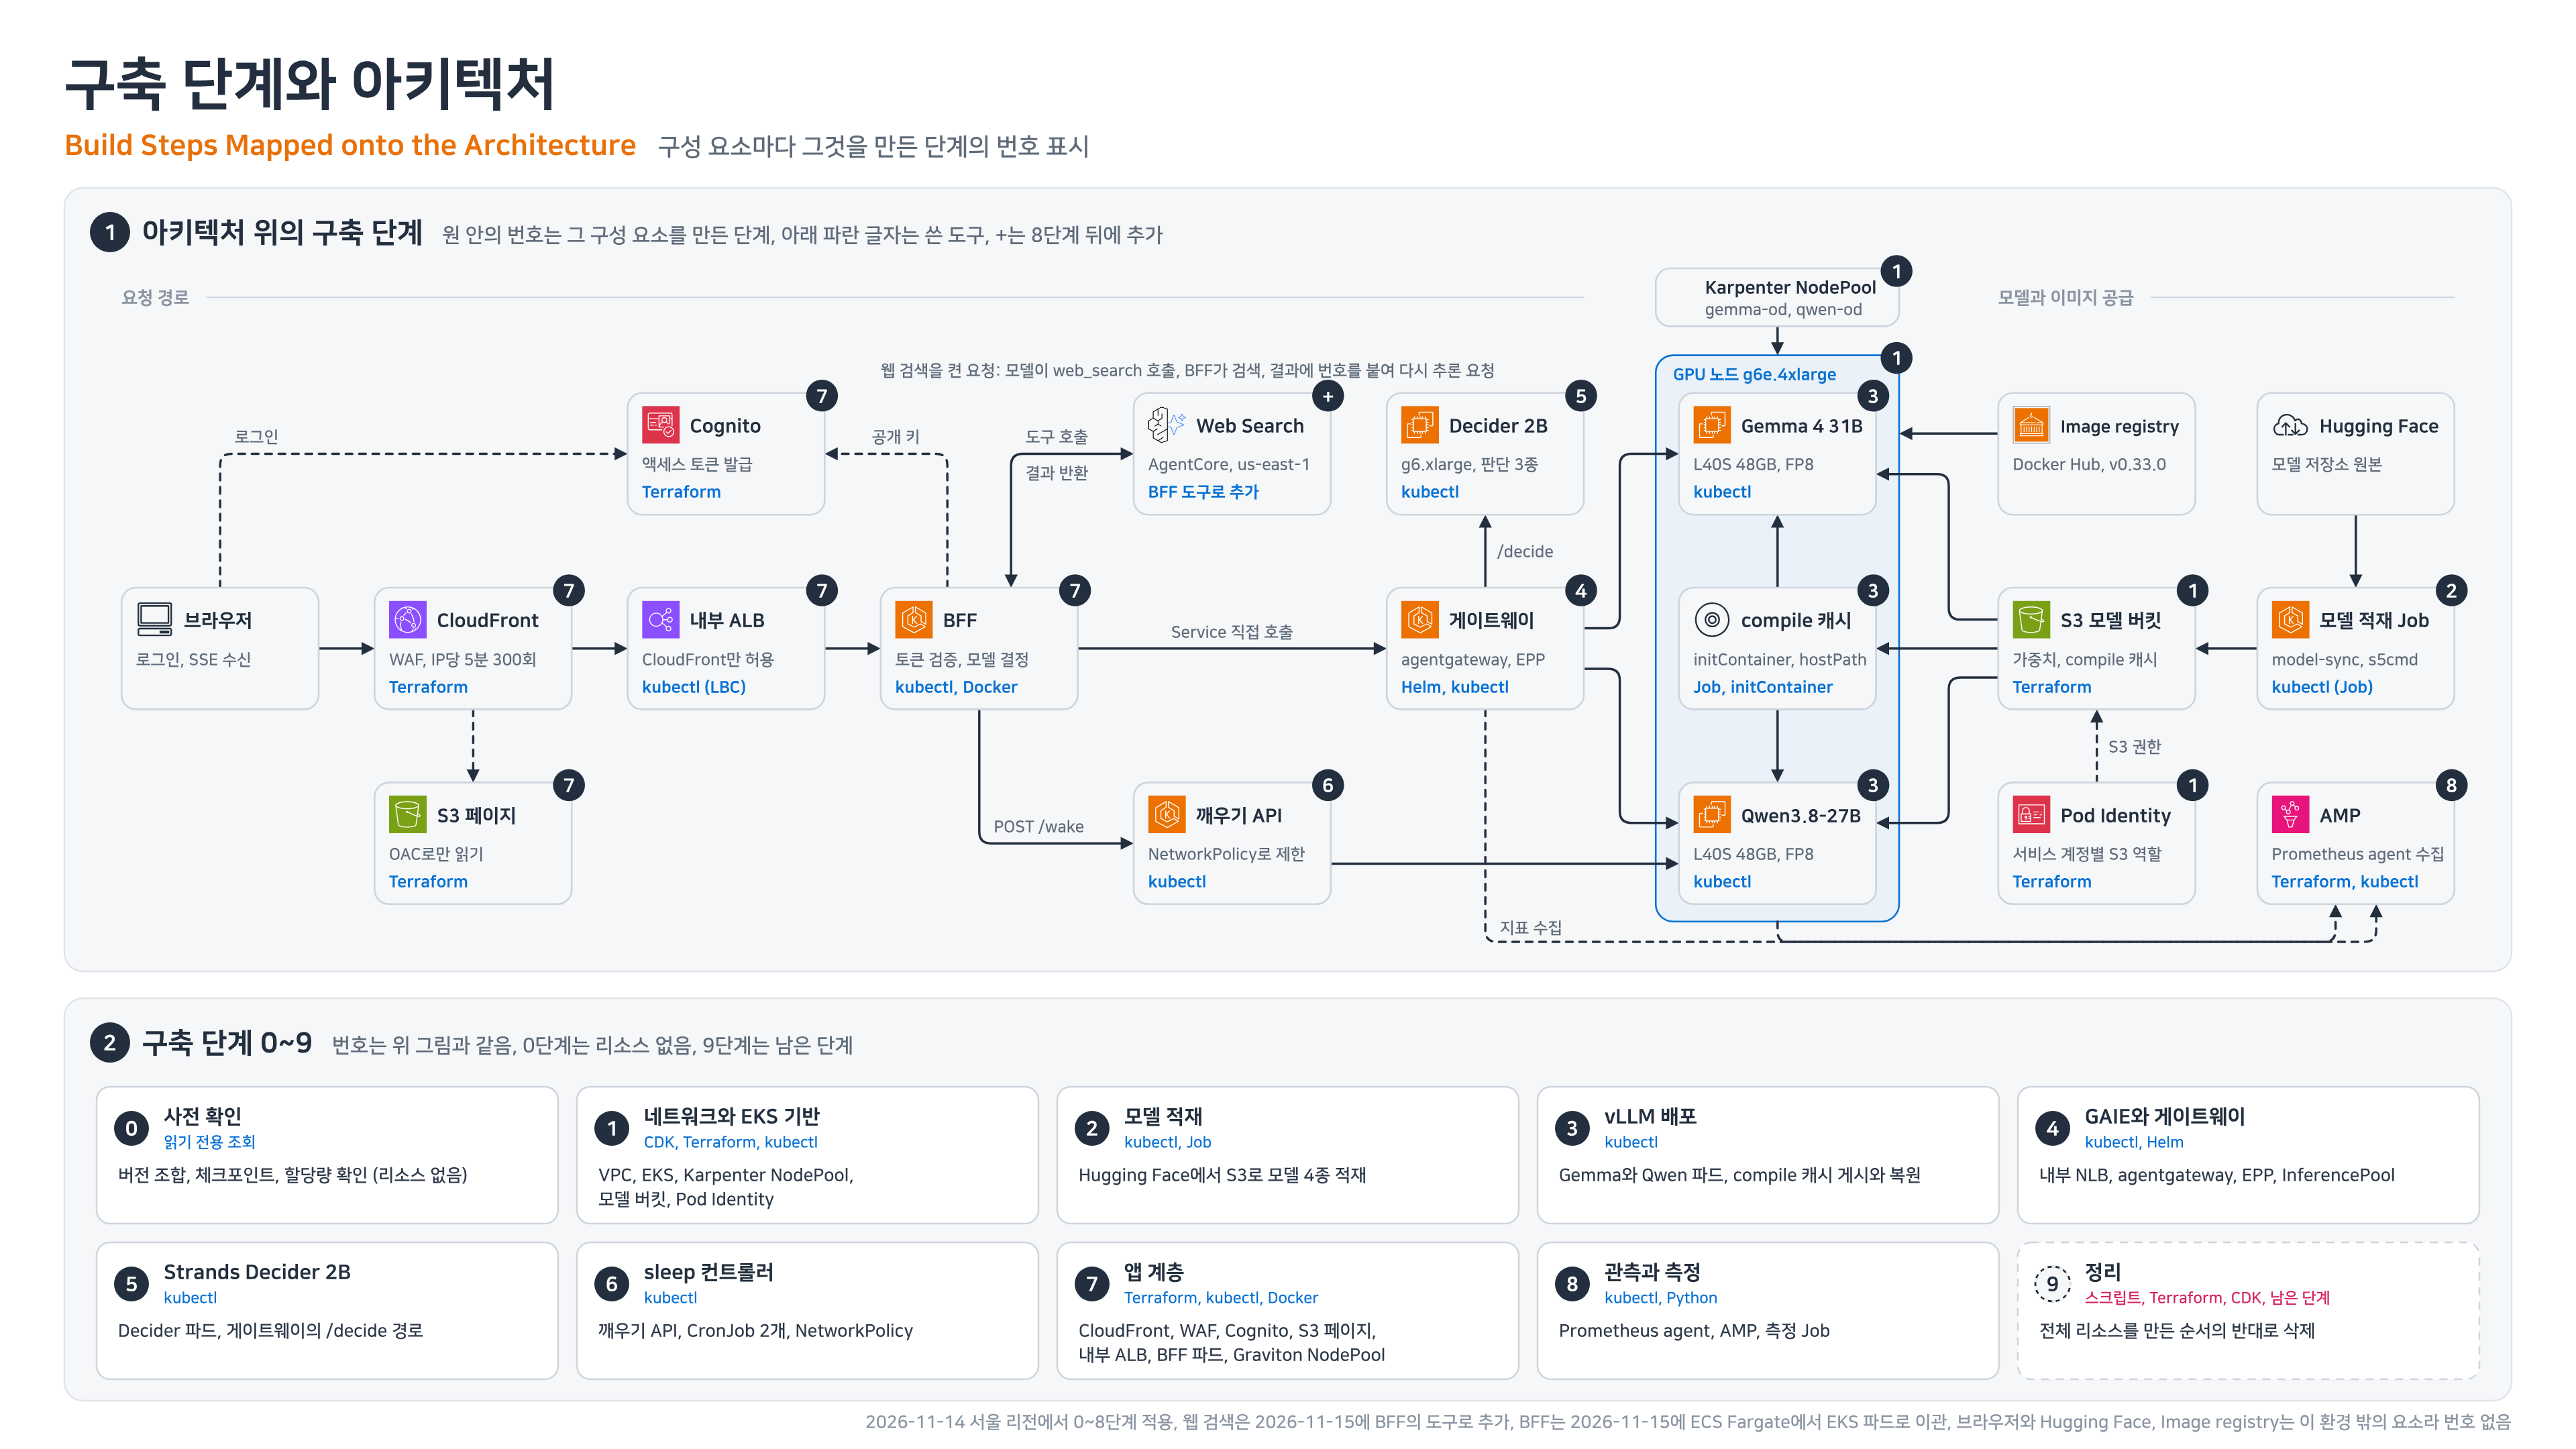 구축 단계와 아키텍처
Build Steps Mapped onto the Architecture 구성 요소마다 그것을 만든 단계의 번호 표시
1 아키텍처 위의 구축 단계 원 안의 번호는 그 구성 요소를 만든 단계, 아래 파란 글자는 쓴 도구, +는 8단계 뒤에 추가
요청 경로
Karpenter NodePool
gemma-od, qwen-od
1
모델과 이미지 공급
웹 검색을 켠 요청: 모델이 web_search 호출, BFF가 검색, 결과에 번호를 붙여 다시 추론 요청
GPU 노드 g6e.4xlarge
1
로그인
Cognito
액세스 토큰 발급
Terraform
7
공개 키
도구 호출
결과 반환
Web Search
AgentCore, us-east-1
BFF 도구로 추가
+
Decider 2B
g6.xlarge, 판단 3종
kubectl
5
Gemma 4 31B
L40S 48GB, FP8
kubectl
3
Image registry
Docker Hub, v0.33.0
Hugging Face
모델 저장소 원본
/decide
브라우저
로그인, SSE 수신
CloudFront
WAF, IP당 5분 300회
Terraform
7
내부 ALB
CloudFront만 허용
kubectl (LBC)
7
BFF
토큰 검증, 모델 결정
kubectl, Docker
7
Service 직접 호출
게이트웨이
agentgateway, EPP
Helm, kubectl
4
compile 캐시
initContainer, hostPath
Job, initContainer
3
S3 모델 버킷
가중치, compile 캐시
Terraform
1
모델 적재 Job
model-sync, s5cmd
kubectl (Job)
2
S3 권한
S3 페이지
OAC로만 읽기
Terraform
7
POST /wake
깨우기 API
NetworkPolicy로 제한
kubectl
6
Qwen3.8-27B
L40S 48GB, FP8
kubectl
3
Pod Identity
서비스 계정별 S3 역할
Terraform
1
AMP
Prometheus agent 수집
Terraform, kubectl
8
지표 수집
2 구축 단계 0~9 번호는 위 그림과 같음, 0단계는 리소스 없음, 9단계는 남은 단계
0 사전 확인
읽기 전용 조회
버전 조합, 체크포인트, 할당량 확인 (리소스 없음)
1 네트워크와 EKS 기반
CDK, Terraform, kubectl
VPC, EKS, Karpenter NodePool,
모델 버킷, Pod Identity
2 모델 적재
kubectl, Job
Hugging Face에서 S3로 모델 4종 적재
3 vLLM 배포
kubectl
Gemma와 Qwen 파드, compile 캐시 게시와 복원
4 GAIE와 게이트웨이
kubectl, Helm
내부 NLB, agentgateway, EPP, InferencePool
5 Strands Decider 2B
kubectl
Decider 파드, 게이트웨이의 /decide 경로
6 sleep 컨트롤러
kubectl
깨우기 API, CronJob 2개, NetworkPolicy
7 앱 계층
Terraform, kubectl, Docker
CloudFront, WAF, Cognito, S3 페이지,
내부 ALB, BFF 파드, Graviton NodePool
8 관측과 측정
kubectl, Python
Prometheus agent, AMP, 측정 Job
9 정리
스크립트, Terraform, CDK, 남은 단계
전체 리소스를 만든 순서의 반대로 삭제
2026-11-14 서울 리전에서 0~8단계 적용, 웹 검색은 2026-11-15에 BFF의 도구로 추가, BFF는 2026-11-15에 ECS Fargate에서 EKS 파드로 이관, 브라우저와 Hugging Face, Image registry는 이 환경 밖의 요소라 번호 없음